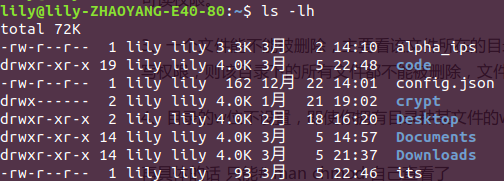 lily@lily-ZHAOYANG-E40-80:~$ ls -lh
total 72K
-rw-r--r--  1 lily lily 3.3K 3月   2 14:10 alpha_ips
drwxr-xr-x 19 lily lily 4.0K 3月   5 22:48 code
-rw-r--r--  1 lily lily  162 12月 22 14:01 config.json
drwx------  2 lily lily 4.0K 1月  21 19:02 crypt
drwxr-xr-x  2 lily lily 4.0K 2月  18 16:20 Desktop
drwxr-xr-x 14 lily lily 4.0K 3月   5 14:57 Documents
drwxr-xr-x 14 lily lily 4.0K 3月   5 21:37 Downloads
-rw-r--r--  1 lily lily   93 3月   5 22:46 its